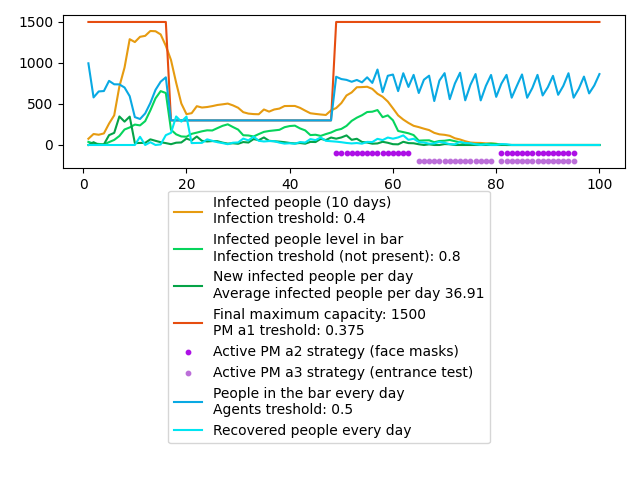 1500
1000
500
0
0 20 40 60 80 100
Infected people (10 days)
Infection treshold: 0.4
Infected people level in bar
Infection treshold (not present): 0.8
New infected people per day
Average infected people per day 36.91
Final maximum capacity: 1500
PM a1 treshold: 0.375
Active PM a2 strategy (face masks)
Active PM a3 strategy (entrance test)
People in the bar every day
Agents treshold: 0.5
Recovered people every day